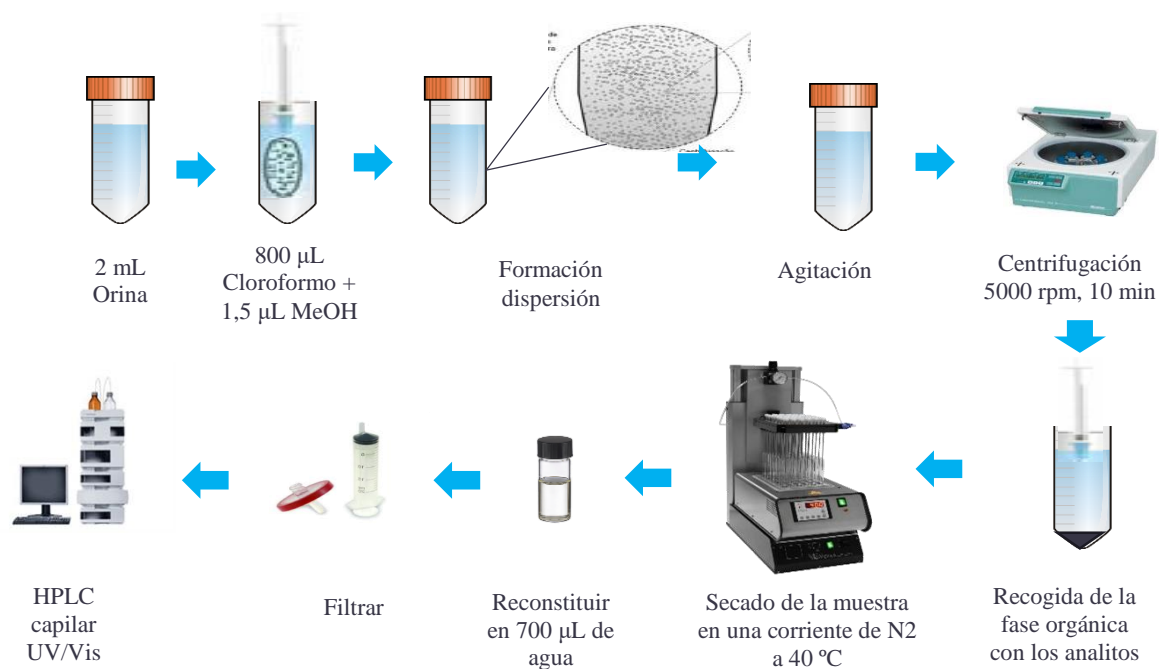 de
ra
2 mL
Orina
800 μL
Cloroformo +
1,5 μL MeOH
Formación
dispersión
Agitación
Centrifugación
5000 rpm, 10 min
HPLC
capilar
UV/Vis
Filtrar
Reconstituir
en 700 μL de
agua
Secado de la muestra
en una corriente de N2
a 40 ºC
Recogida de la
fase orgánica
con los analitos